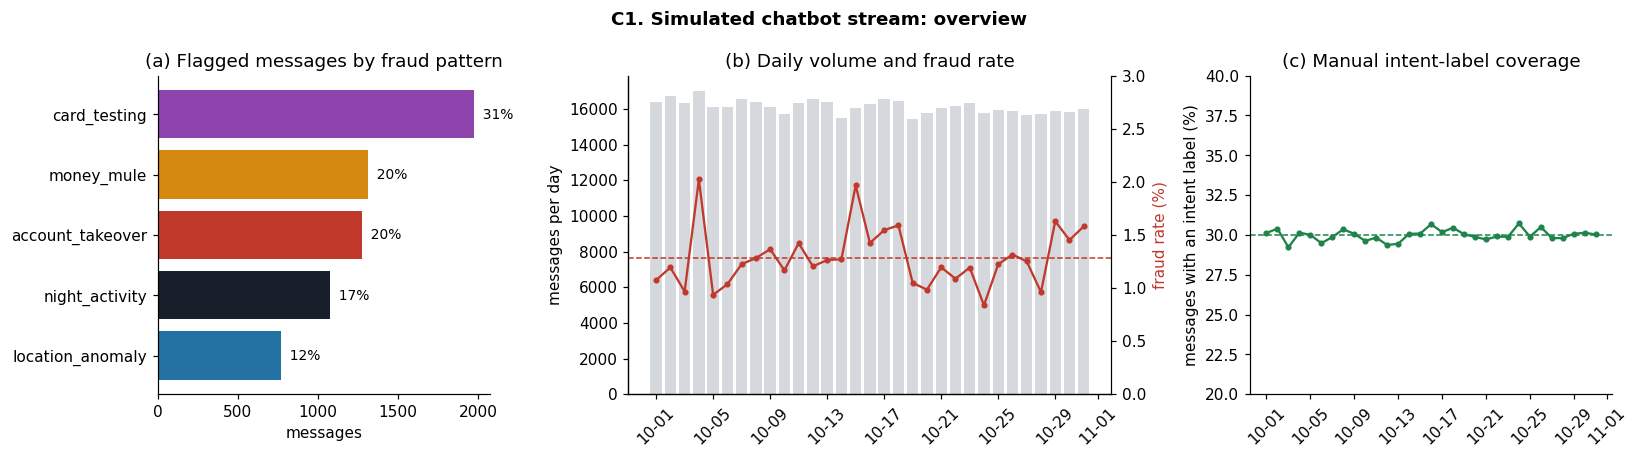 C1. Simulated chatbot stream: overview
(a) Flagged messages by fraud pattern
card_testing
31%
money_mule
20%
account_takeover
20%
night_activity
17%
location_anomaly
12%
0 500 1000 1500 2000
messages
(b) Daily volume and fraud rate
messages per day
16000
14000
12000
10000
8000
6000
4000
2000
0
3.0
2.5
2.0
1.5
1.0
0.5
0.0
fraud rate (%)
10-01 10-05 10-09 10-13 10-17 10-21 10-25 10-29 11-01
(c) Manual intent-label coverage
messages with an intent label (%)
40.0
37.5
35.0
32.5
30.0
27.5
25.0
22.5
20.0
10-01 10-05 10-09 10-13 10-17 10-21 10-25 10-29 11-01